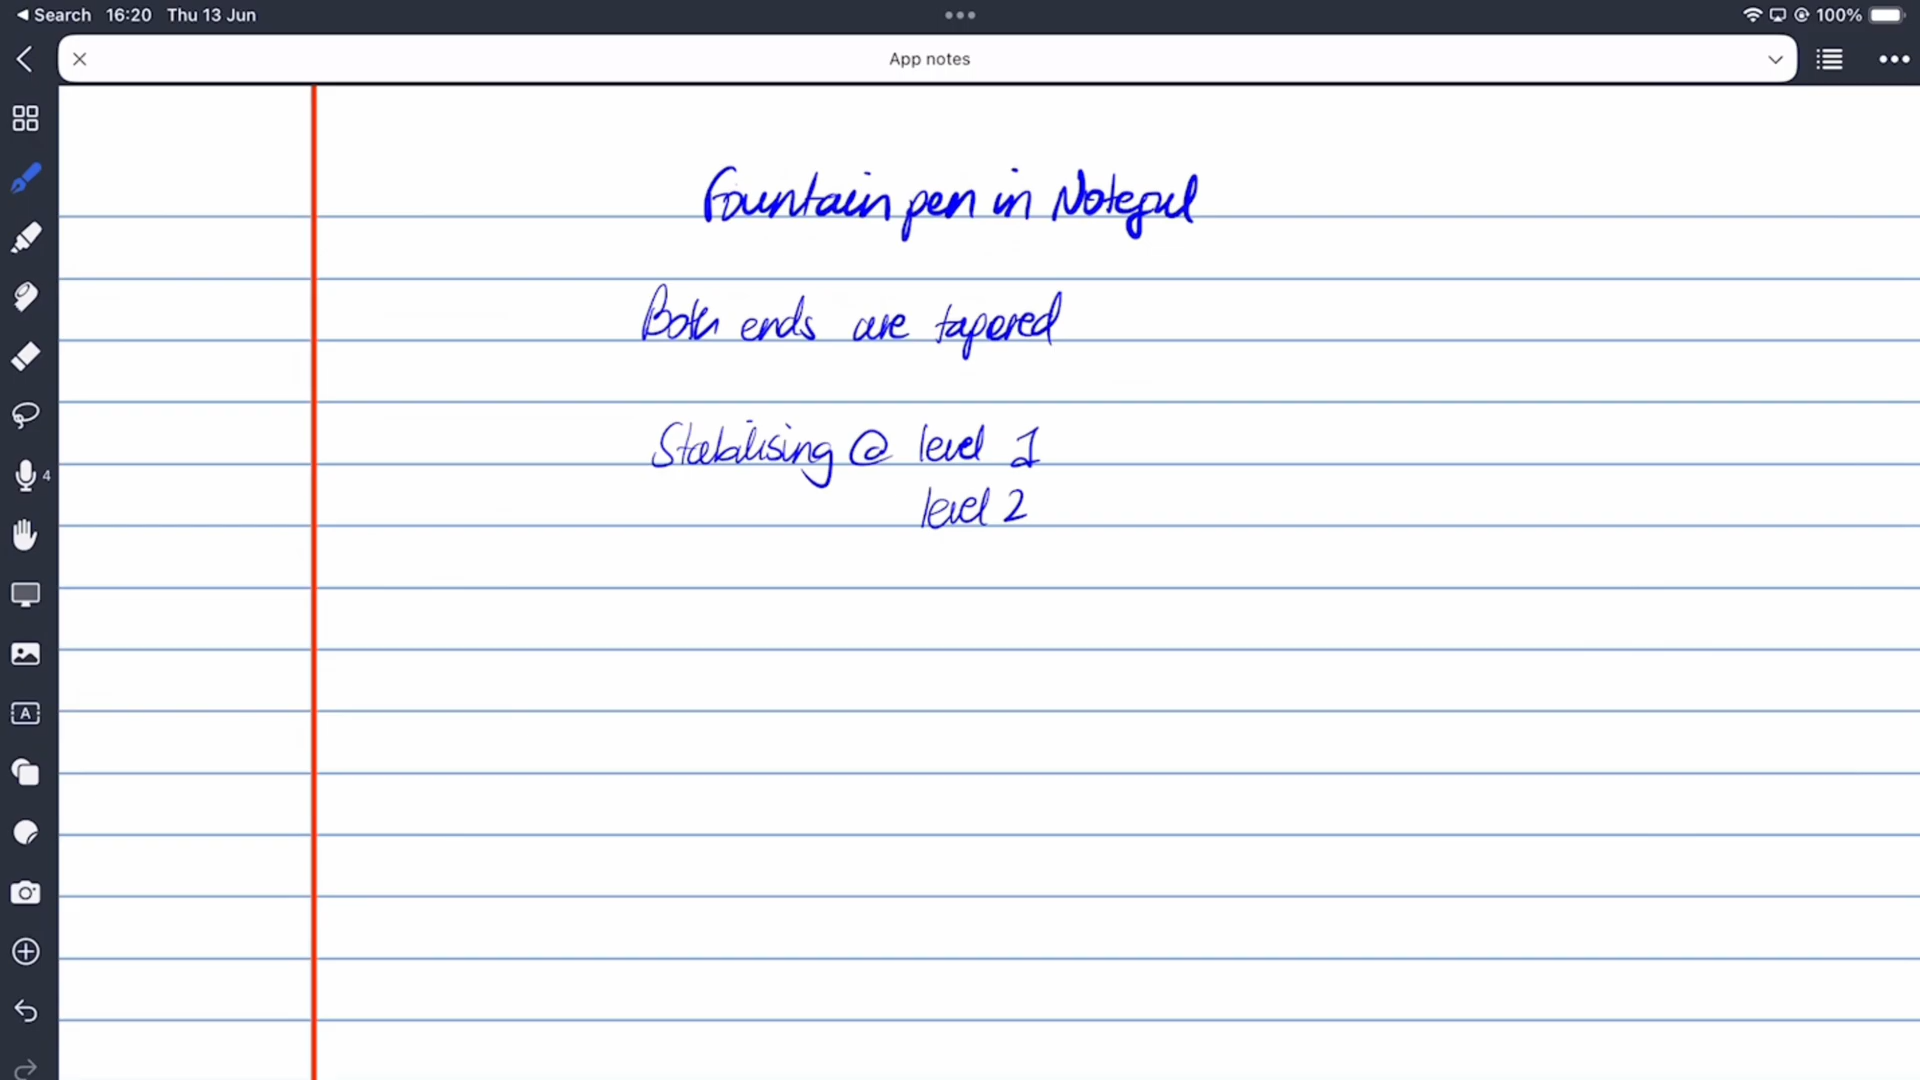 Search 16:20 Thu 13 Jun 100%
App notes
4
A
Fountain pen in Noteful
Both ends are tapered
Stabilising @ level 1
level 2